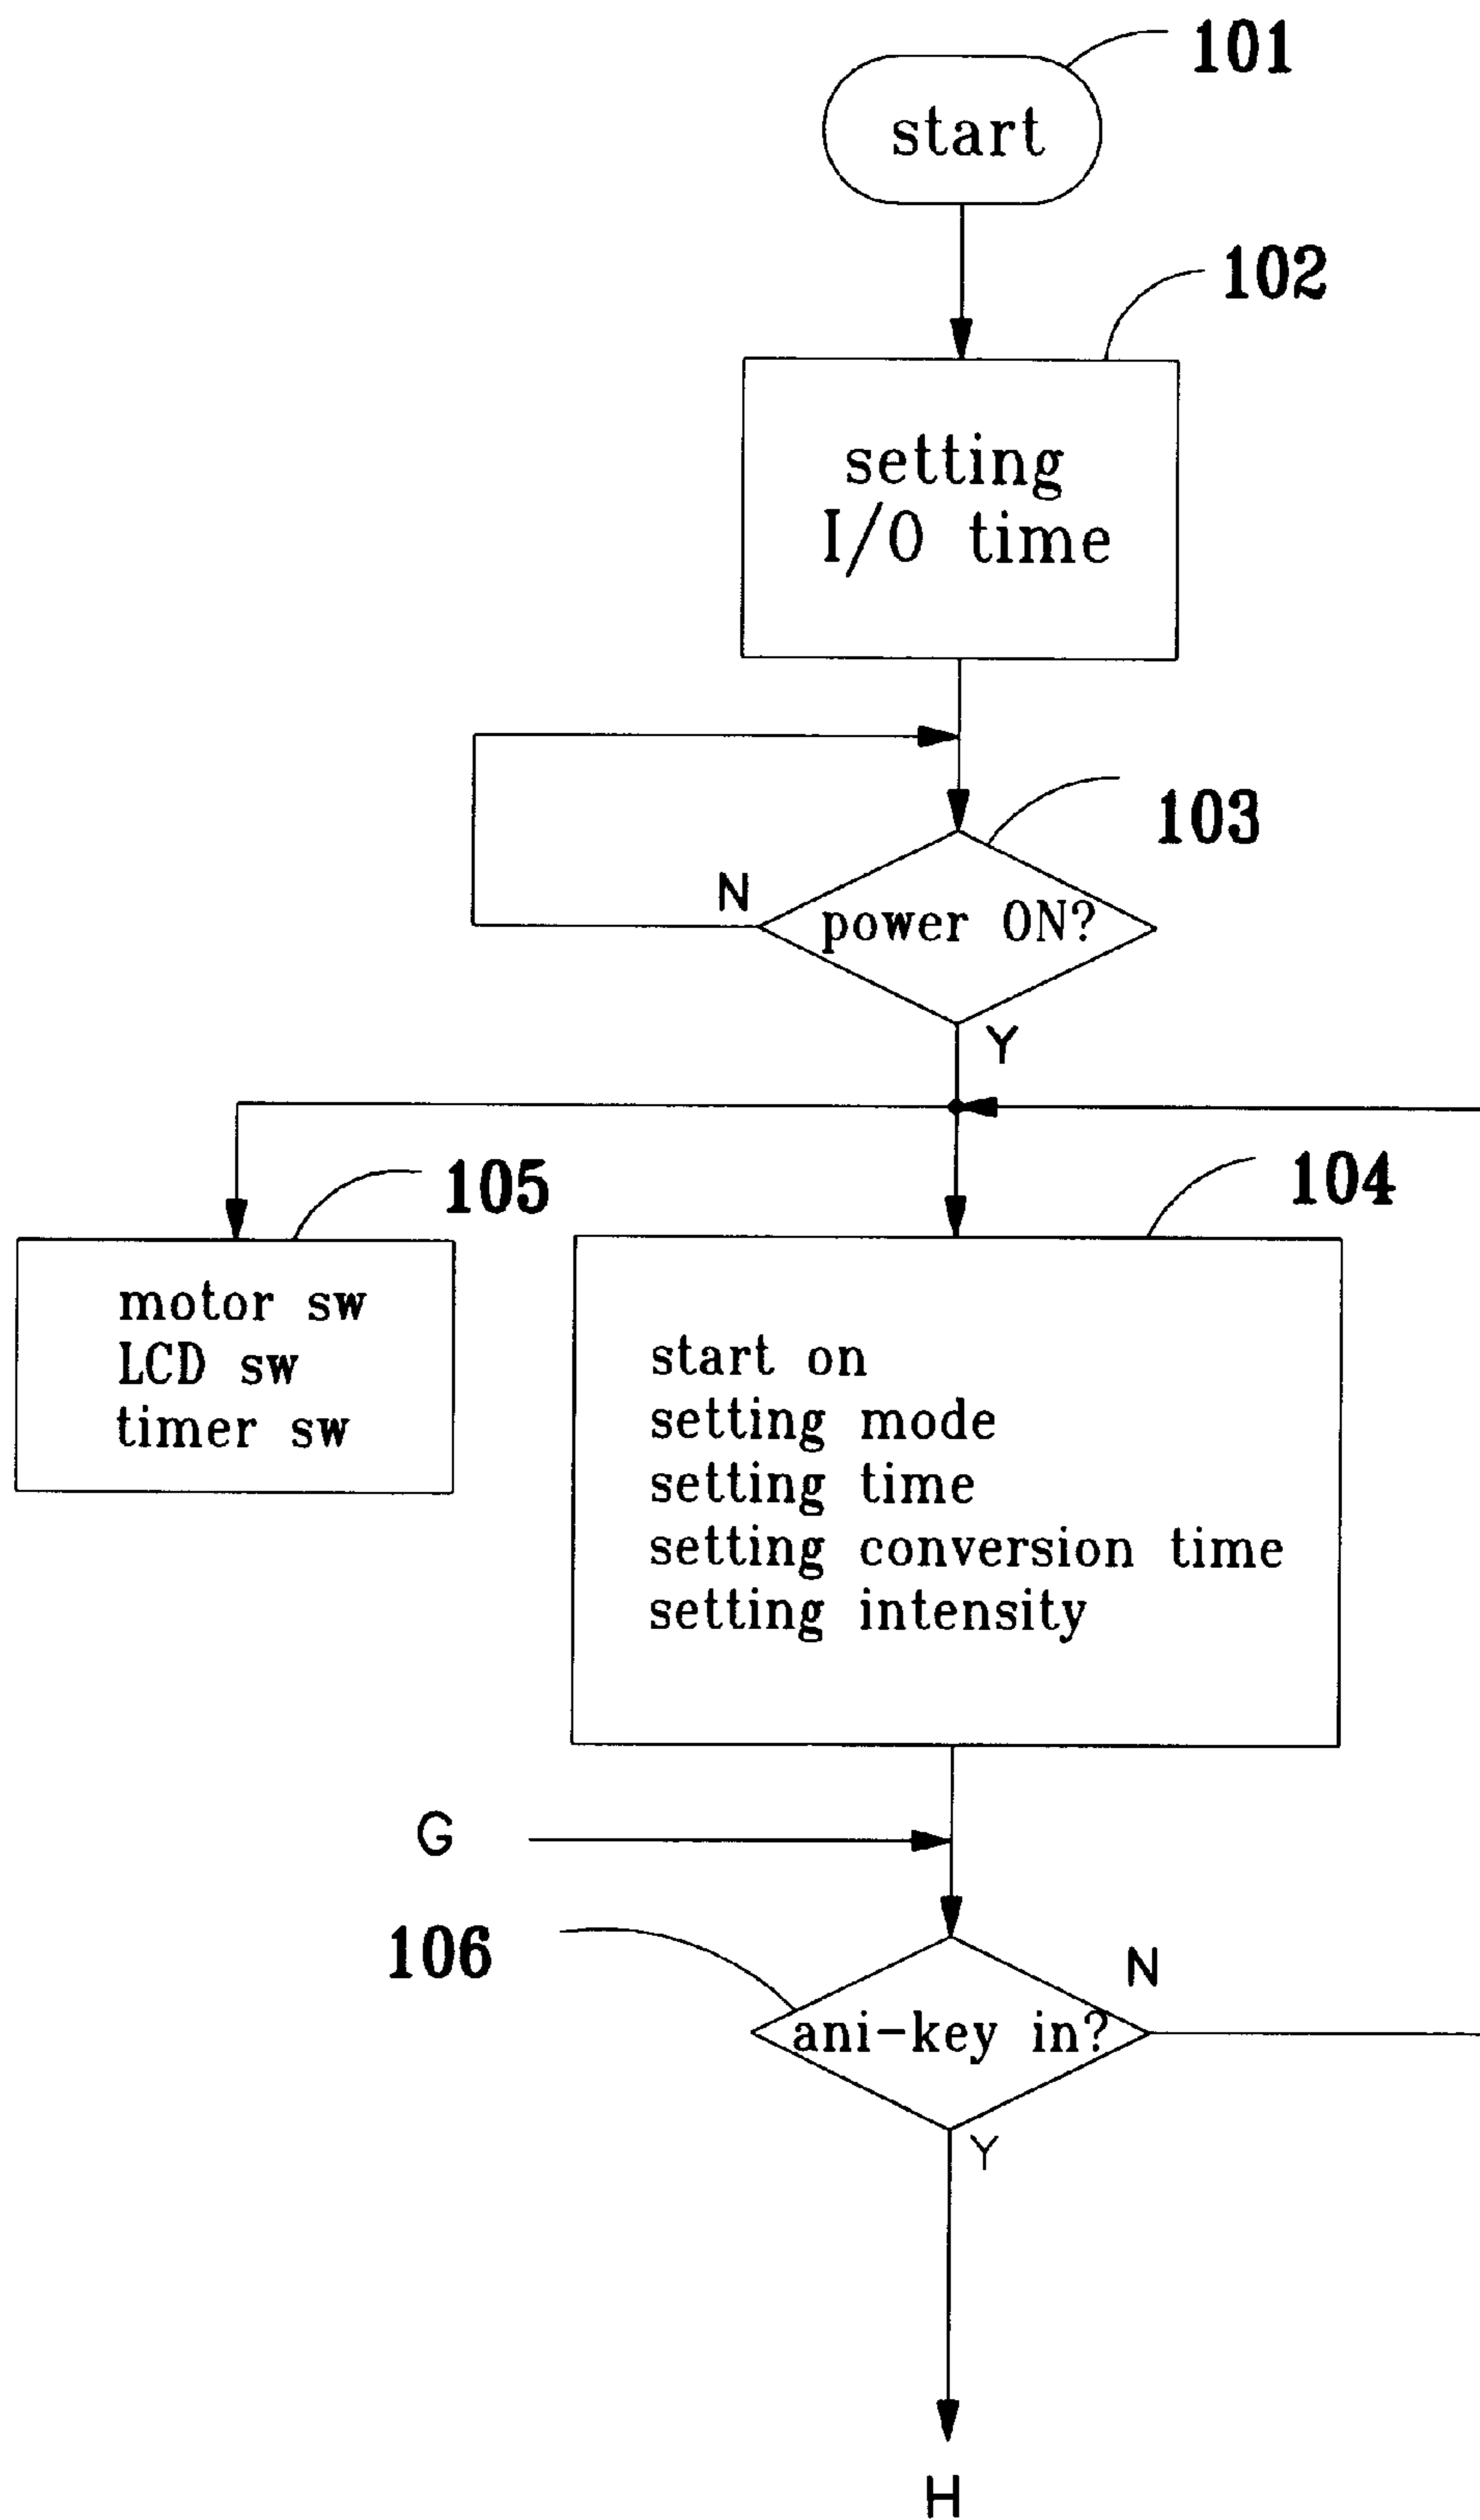 101
start
102
setting
I/O time
103
N
power ON?
Y
105
104
motor sw
LCD sw
timer sw
start on
setting mode
setting time
setting conversion time
setting intensity
G
106
N
ani-key in?
Y
H